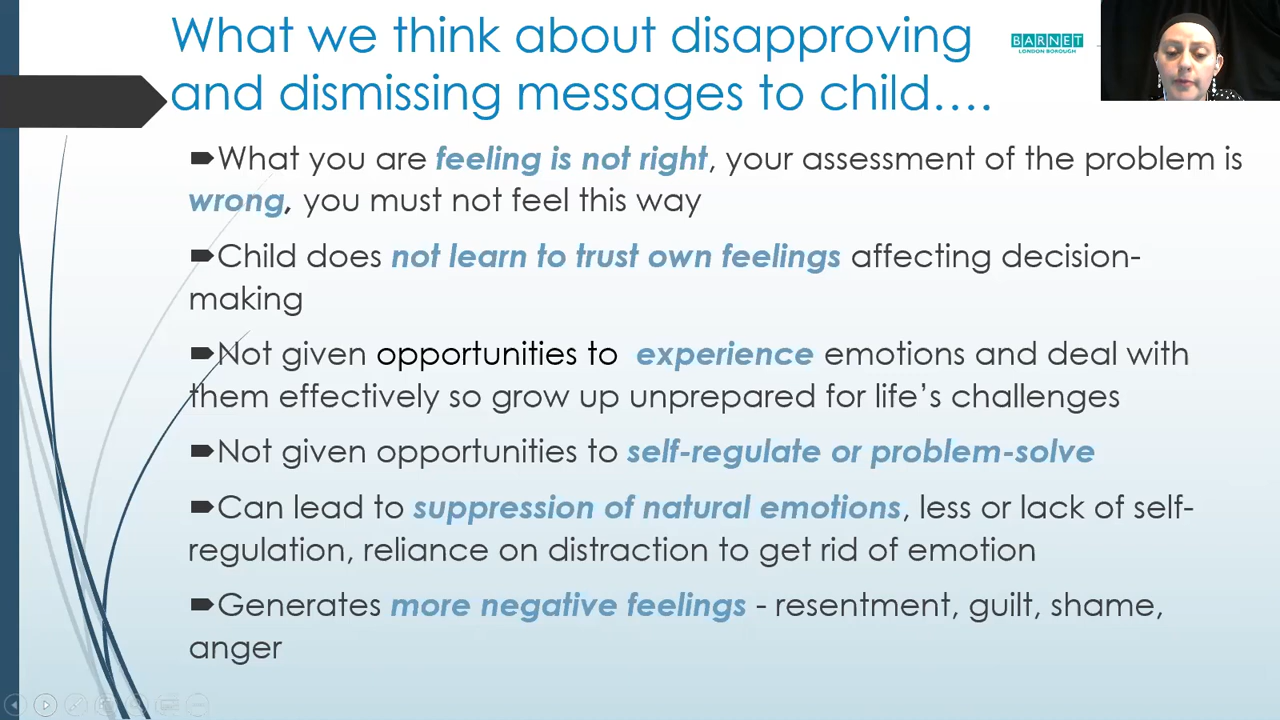 What we think about disapproving
and dismissing messages to child….
BARNET
LONDON BOROUGH
What you are feeling is not right, your assessment of the problem is
wrong, you must not feel this way
Child does not learn to trust own feelings affecting decision-
making
Not given opportunities to experience emotions and deal with
them effectively so grow up unprepared for life’s challenges
Not given opportunities to self-regulate or problem-solve
Can lead to suppression of natural emotions, less or lack of self-
regulation, reliance on distraction to get rid of emotion
Generates more negative feelings - resentment, guilt, shame,
anger